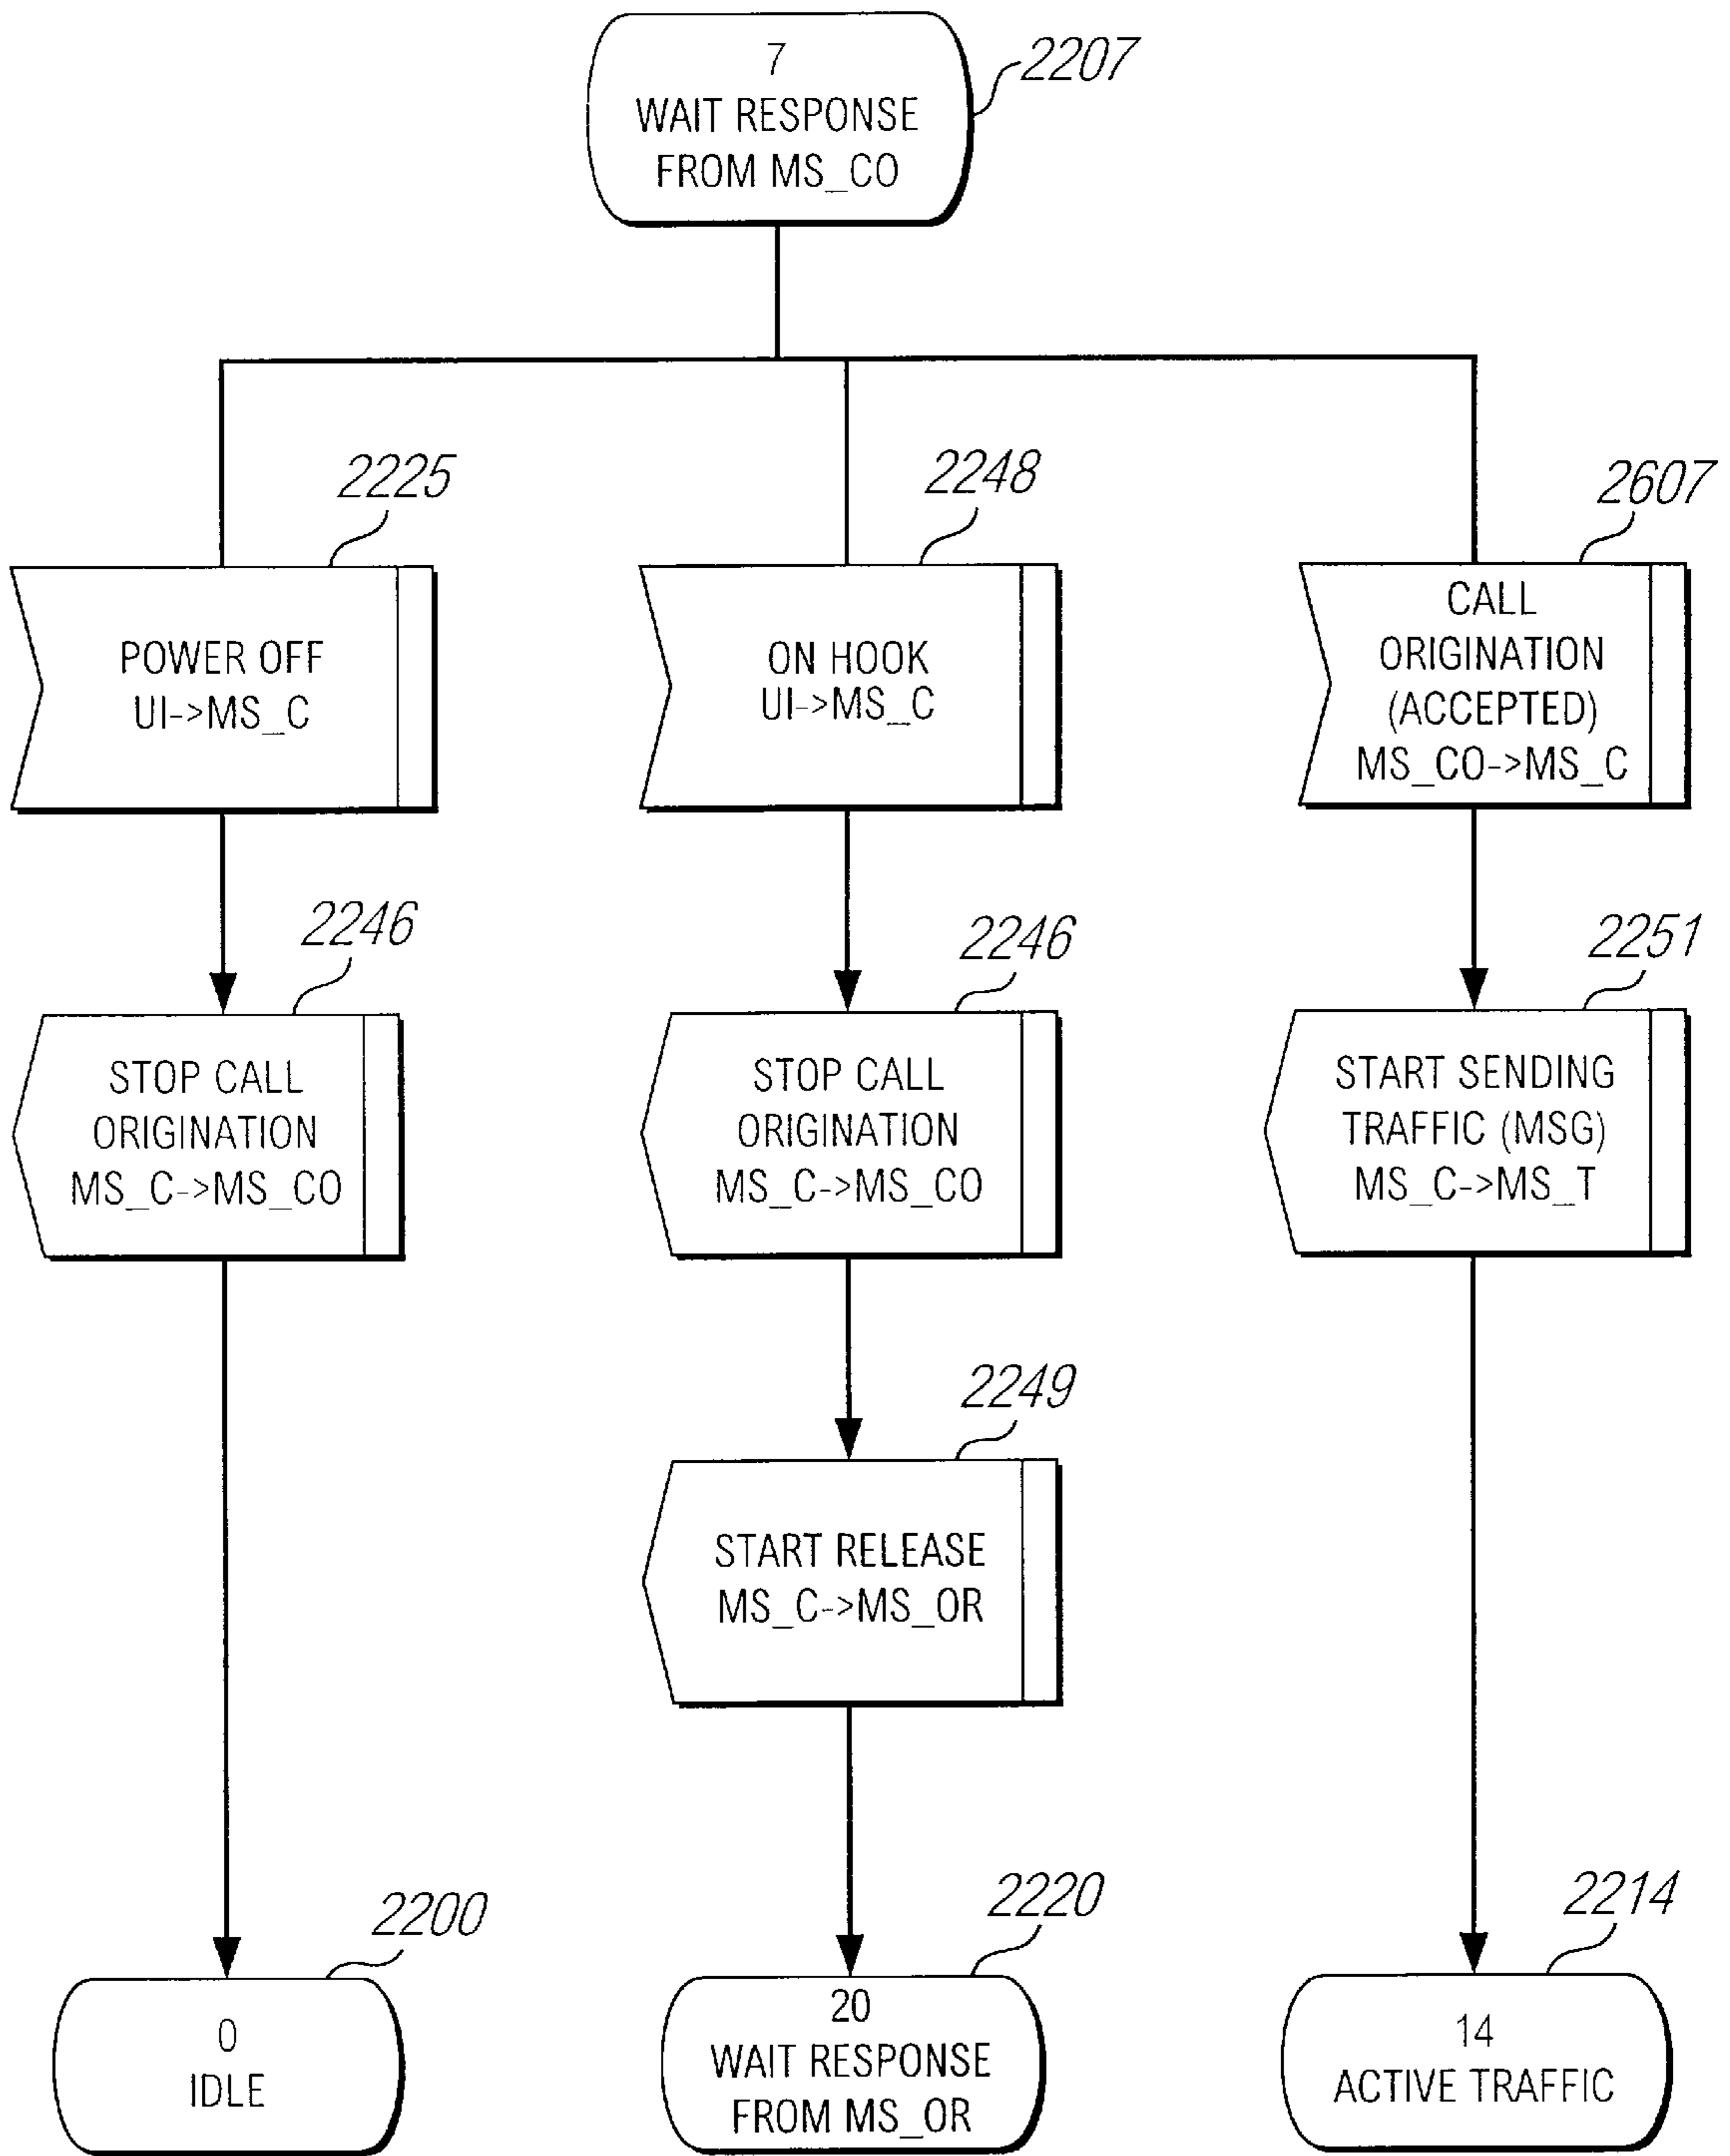 7
WAIT RESPONSE
FROM MS_CO
2207
2225
POWER OFF
UI->MS_C
2248
ON HOOK
UI->MS_C
2607
CALL
ORIGINATION
(ACCEPTED)
MS_CO->MS_C
2246
STOP CALL
ORIGINATION
MS_C->MS_CO
2246
STOP CALL
ORIGINATION
MS_C->MS_CO
2251
START SENDING
TRAFFIC (MSG)
MS_C->MS_T
2249
START RELEASE
MS_C->MS_OR
2200
0
IDLE
2220
20
WAIT RESPONSE
FROM MS_OR
2214
14
ACTIVE TRAFFIC